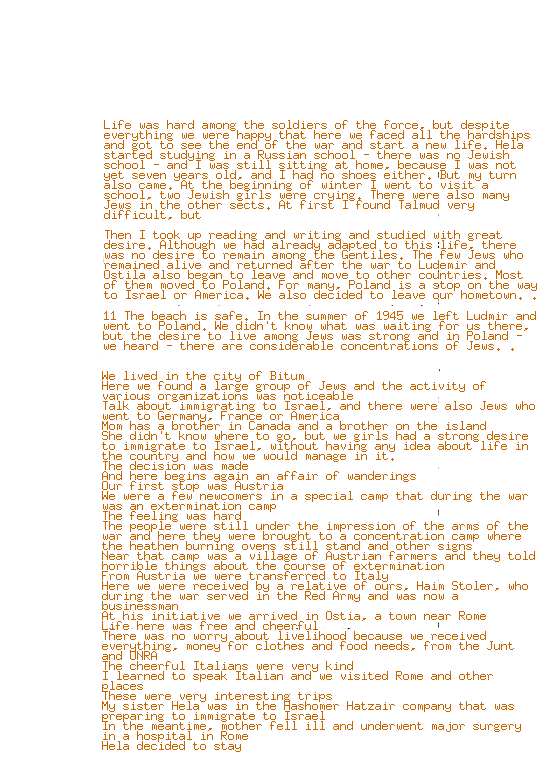 Life was hard among the soldiers of the force, but despite
everything we were happy that here we faced all the hardships
and got to see the end of the war and start a new life. Hela
started studying in a Russian school - there was no Jewish
school - and I was still sitting at home, because I was not
yet seven years old, and I had no shoes either. But my turn
also came. At the beginning of winter I went to visit a
school, two Jewish girls were crying. There were also many
Jews in the other sects. At first I found Talmud very
difficult, but
Then I took up reading and writing and studied with great
desire. Although we had already adapted to this life, there
was no desire to remain among the Gentiles. The few Jews who
remained alive and returned after the war to Ludemir and
Ostila also began to leave and move to other countries. Most
of them moved to Poland. For many, Poland is a stop on the way
to Israel or America. We also decided to leave our hometown. .
11 The beach is safe. In the summer of 1945 we left Ludmir and
went to Poland. We didn't know what was waiting for us there,
but the desire to live among Jews was strong and in Poland -
we heard - there are considerable concentrations of Jews. .
We lived in the city of Bitum
Here we found a large group of Jews and the activity of
various organizations was noticeable
Talk about immigrating to Israel, and there were also Jews who
went to Germany, France or America
Mom has a brother in Canada and a brother on the island
She didn't know where to go, but we girls had a strong desire
to immigrate to Israel, without having any idea about life in
the country and how we would manage in it.
The decision was made
And here begins again an affair of wanderings
Our first stop was Austria
We were a few newcomers in a special camp that during the war
was an extermination camp
The feeling was hard
The people were still under the impression of the arms of the
war and here they were brought to a concentration camp where
the heathen burning ovens still stand and other signs
Near that camp was a village of Austrian farmers and they told
horrible things about the course of extermination
From Austria we were transferred to Italy
Here we were received by a relative of ours, Haim Stoler, who
during the war served in the Red Army and was now a
businessman
At his initiative we arrived in Ostia, a town near Rome
Life here was free and cheerful
There was no worry about livelihood because we received
everything, money for clothes and food needs, from the Junt
and UNRA
The cheerful Italians were very kind
I learned to speak Italian and we visited Rome and other
places
These were very interesting trips
My sister Hela was in the Hashomer Hatzair company that was
preparing to immigrate to Israel
In the meantime, mother fell ill and underwent major surgery
in a hospital in Rome
Hela decided to stay